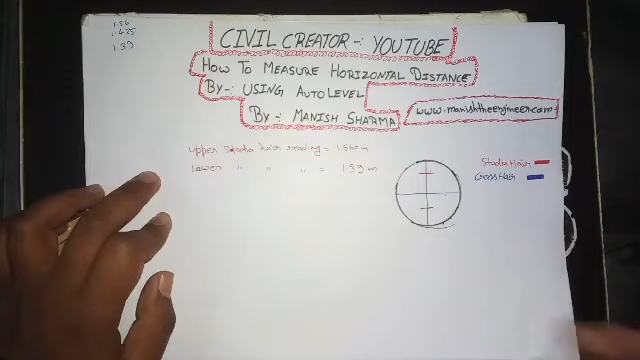 1.56
1.475
1.39
CIVIL CREATOR -: YOUTUBE
HOW TO MEASURE HORIZONTAL DISTANCE
BY -: USING AUTO LEVEL
BY -: MANISH SHARMA
www.manishtheengineer.com
Upper Stadia hair reading = 1.560 m
Lower " " " = 1.39 m
Stadia Hair
Cross Hair